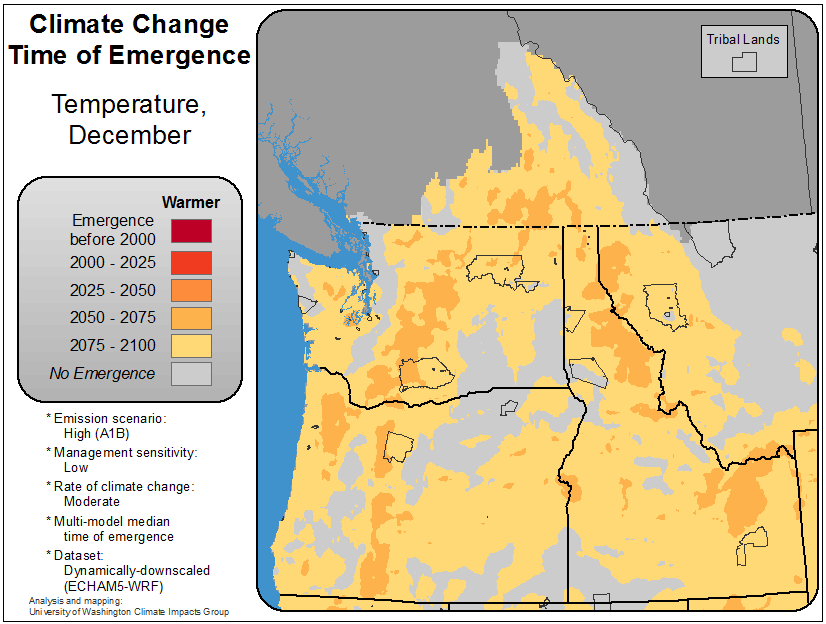 Climate Change
Time of Emergence
Temperature,
December
Warmer
Emergence
before 2000
2000 - 2025
2025 - 2050
2050 - 2075
2075 - 2100
No Emergence
* Emission scenario:
High (A1B)
* Management sensitivity:
Low
* Rate of climate change:
Moderate
* Multi-model median
time of emergence
* Dataset:
Dynamically-downscaled
(ECHAM5-WRF)
Analysis and mapping:
University of Washington Climate Impacts Group
Tribal Lands